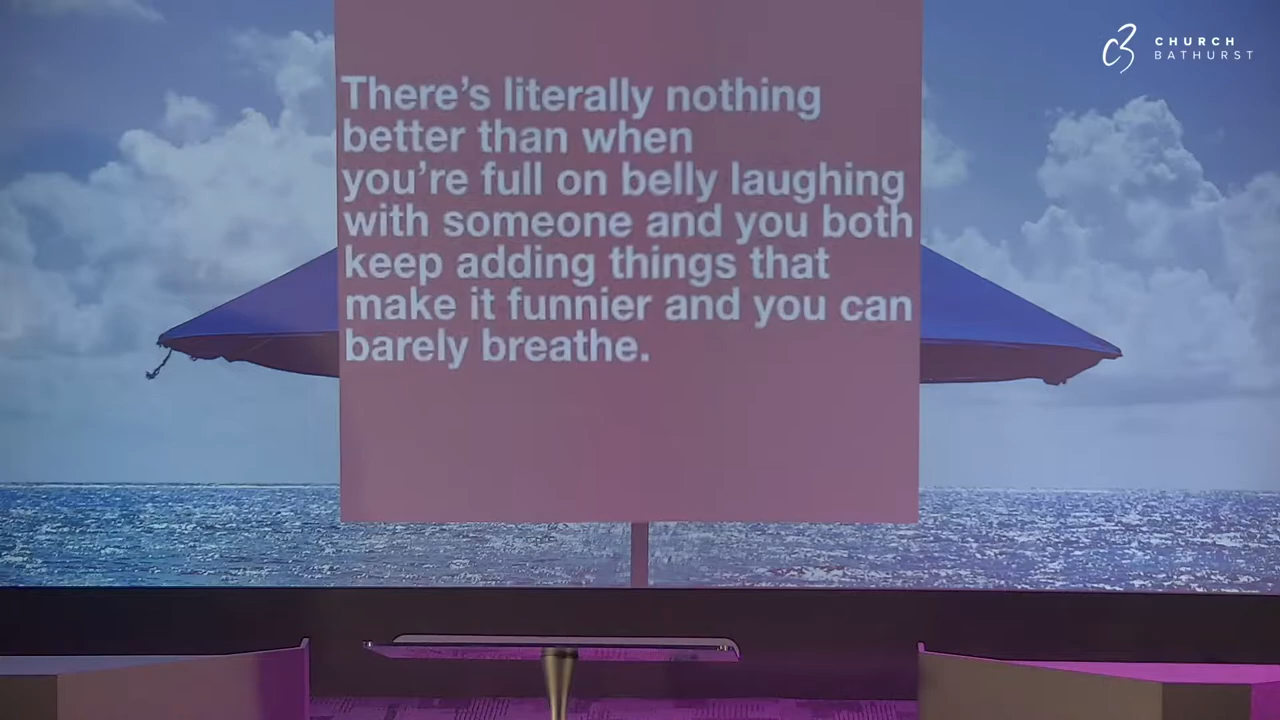 CHURCH
BATHURST
There's literally nothing
better than when
you're full on belly laughing
with someone and you both
keep adding things that
make it funnier and you can
barely breathe.